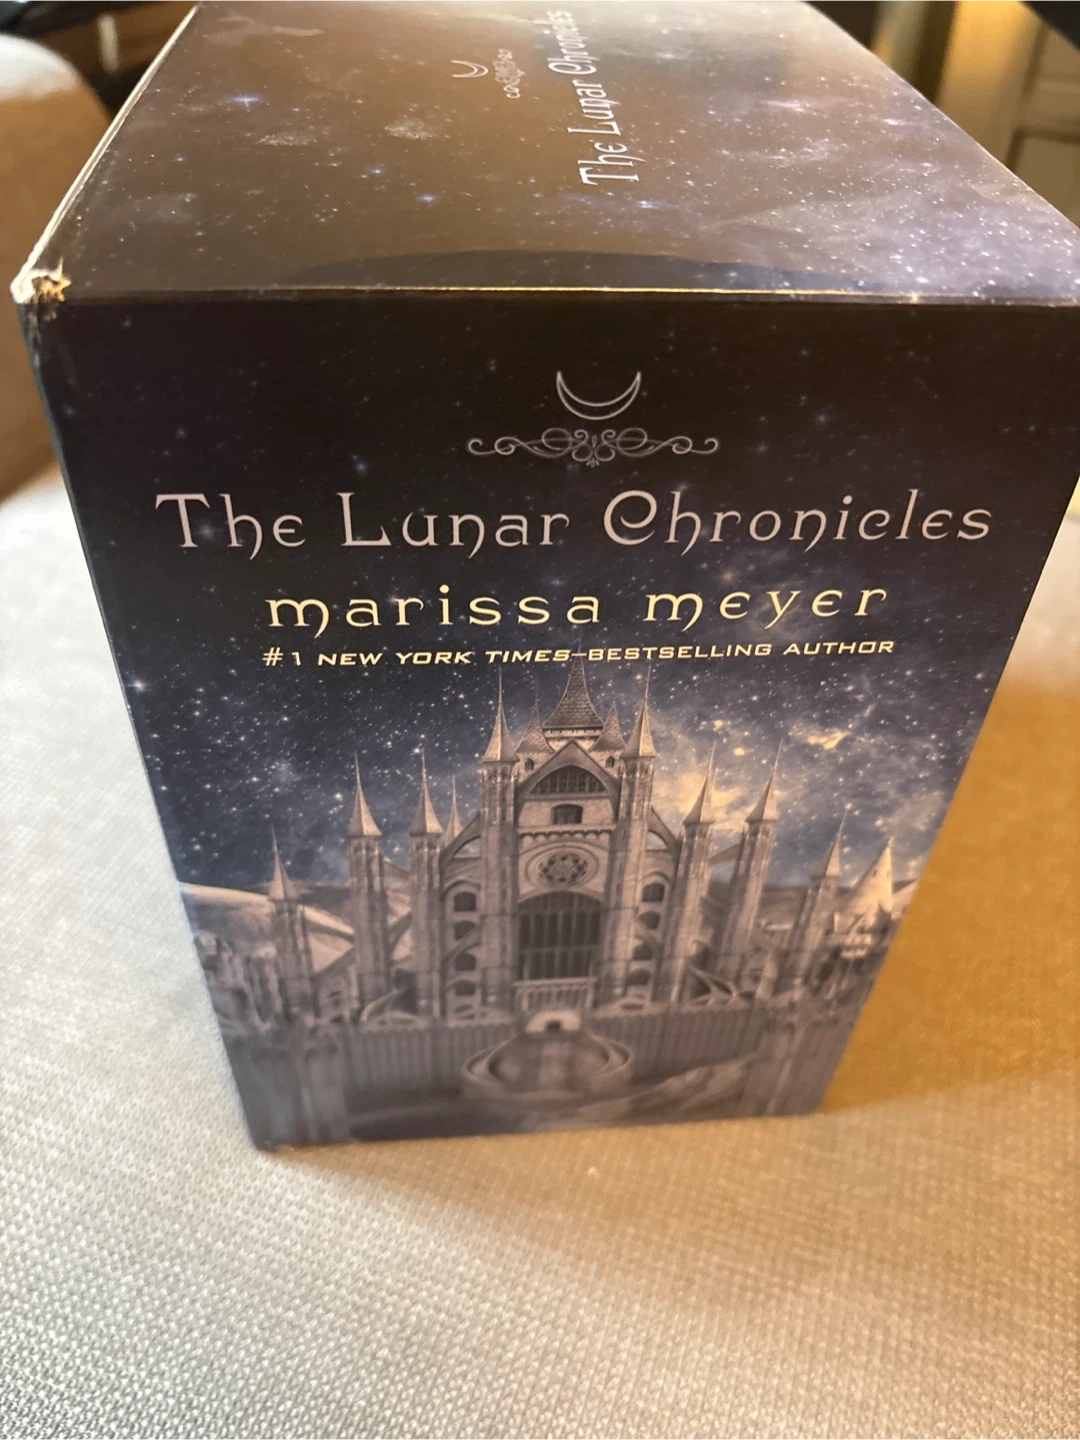 The Lunar Chronicles
The Lunar Chronicles
marissa meyer
#1 NEW YORK TIMES–BESTSELLING AUTHOR